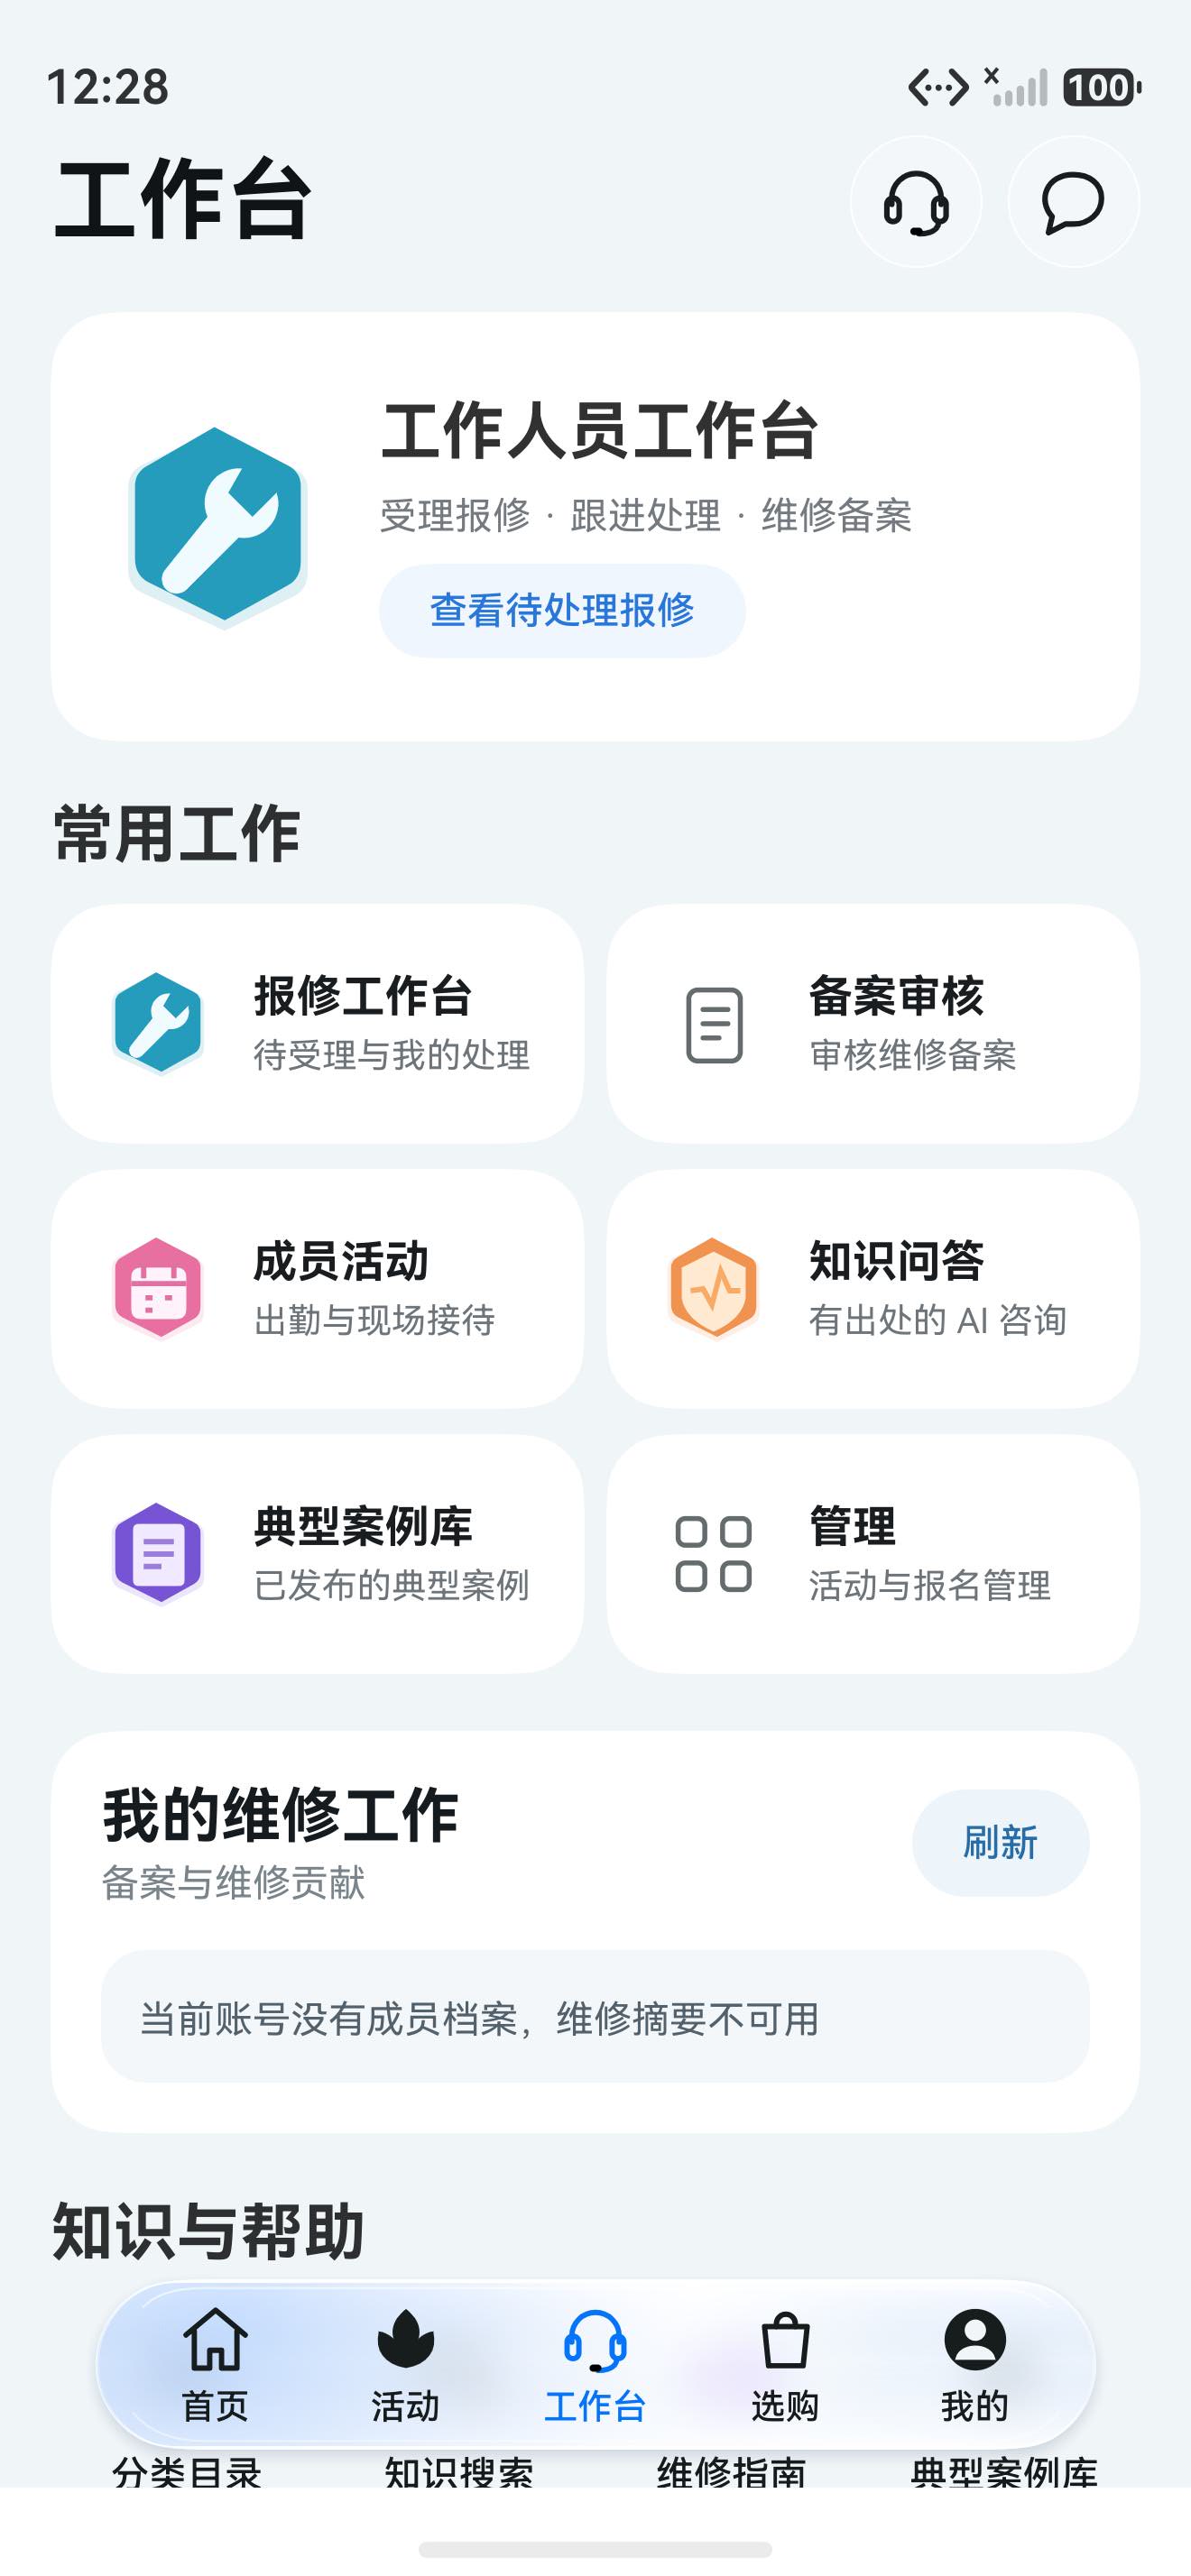 12:28
100
工作台
工作人员工作台
受理报修 · 跟进处理 · 维修备案
查看待处理报修
常用工作
报修工作台
待受理与我的处理
备案审核
审核维修备案
成员活动
出勤与现场接待
知识问答
有出处的 AI 咨询
典型案例库
已发布的典型案例
管理
活动与报名管理
我的维修工作
备案与维修贡献
刷新
当前账号没有成员档案，维修摘要不可用
知识与帮助
首页
活动
工作台
选购
我的
分类目录
知识搜索
维修指南
典型案例库